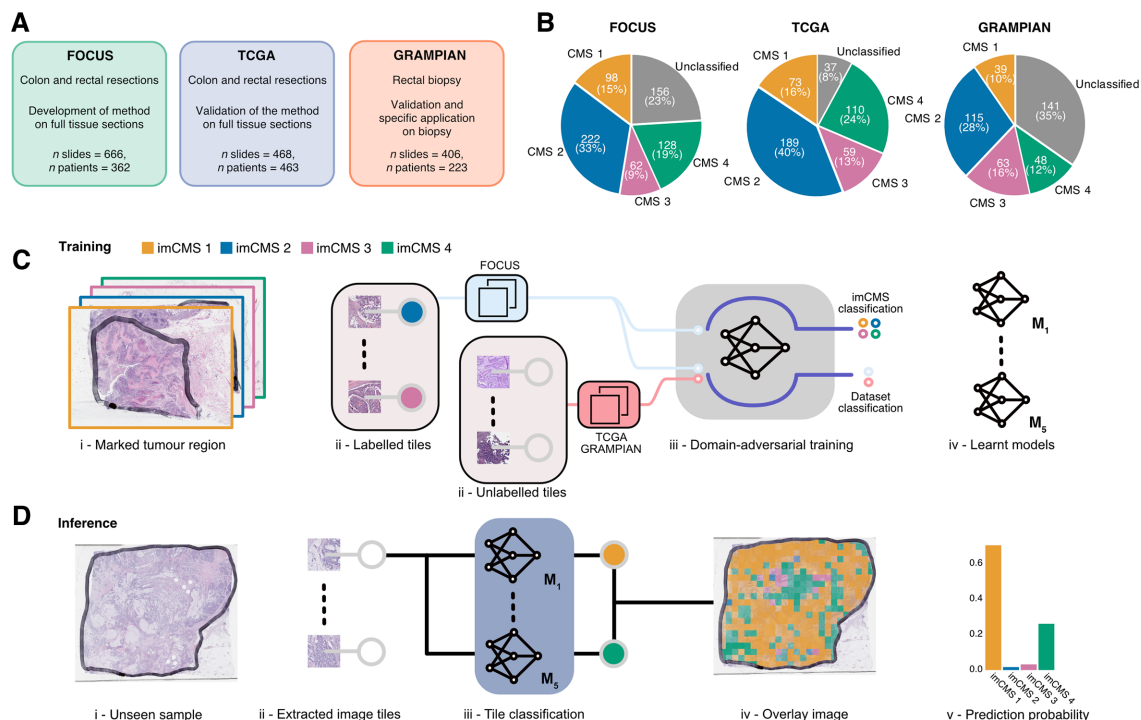 A
FOCUS
Colon and rectal resections
Development of method
on full tissue sections
n slides = 666,
n patients = 362
TCGA
Colon and rectal resections
Validation of the method
on full tissue sections
n slides = 468,
n patients = 463
GRAMPIAN
Rectal biopsy
Validation and
specific application
on biopsy
n slides = 406,
n patients = 223
B
FOCUS
CMS 1
98
(15%)
Unclassified
156
(23%)
CMS 2
222
(33%)
62
(9%)
CMS 3
128
(19%)
CMS 4
TCGA
CMS 1
73
(16%)
Unclassified
37
(8%)
110
(24%)
CMS 4
189
(40%)
CMS 2
59
(13%)
CMS 3
GRAMPIAN
CMS 1
39
(10%)
Unclassified
141
(35%)
CMS 2
115
(28%)
63
(16%)
CMS 3
48
(12%)
CMS 4
C
Training
imCMS 1
imCMS 2
imCMS 3
imCMS 4
i - Marked tumour region
ii - Labelled tiles
FOCUS
ii - Unlabelled tiles
TCGA
GRAMPIAN
iii - Domain-adversarial training
imCMS
classification
Dataset
classification
M1
M5
iv - Learnt models
D
Inference
i - Unseen sample
ii - Extracted image tiles
M1
M5
iii - Tile classification
iv - Overlay image
0.6
0.4
0.2
0.0
imCMS 1
imCMS 2
imCMS 3
imCMS 4
v - Prediction probability